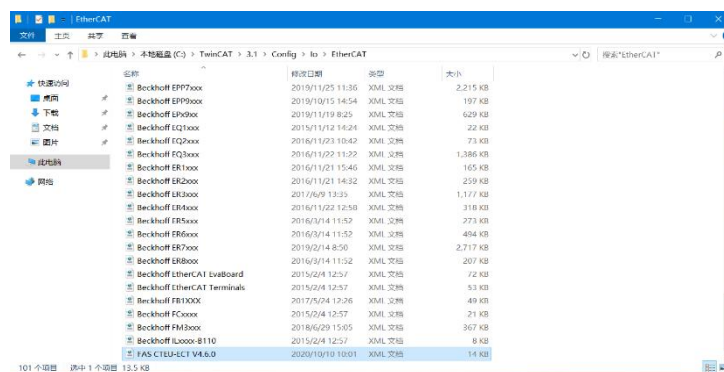 EtherCAT
文件 主页 共享 查看
此电脑 > 本地磁盘 (C:) > TwinCAT > 3.1 > Config > Io > EtherCAT
搜索"EtherCAT"
名称 修改日期 类型 大小
快速访问
桌面
下载
文档
图片
此电脑
网络
Beckhoff EPP7xxx 2019/11/25 11:36 XML 文档 2,215 KB
Beckhoff EPP9xxx 2019/10/15 14:54 XML 文档 197 KB
Beckhoff EPx9xx 2019/11/19 8:25 XML 文档 629 KB
Beckhoff EQ1xxx 2015/11/12 14:24 XML 文档 22 KB
Beckhoff EQ2xxx 2016/11/23 10:42 XML 文档 73 KB
Beckhoff EQ3xxx 2016/11/22 11:22 XML 文档 1,386 KB
Beckhoff ER1xxx 2016/11/21 15:46 XML 文档 165 KB
Beckhoff ER2xxx 2016/11/21 14:32 XML 文档 259 KB
Beckhoff ER3xxx 2017/6/9 13:35 XML 文档 1,177 KB
Beckhoff ER4xxx 2016/11/22 12:58 XML 文档 318 KB
Beckhoff ER5xxx 2016/3/14 11:52 XML 文档 273 KB
Beckhoff ER6xxx 2016/3/14 11:52 XML 文档 494 KB
Beckhoff ER7xxx 2019/2/14 8:50 XML 文档 2,717 KB
Beckhoff ER8xxx 2016/3/14 11:52 XML 文档 207 KB
Beckhoff EtherCAT EvaBoard 2015/2/4 12:57 XML 文档 72 KB
Beckhoff EtherCAT Terminals 2015/2/4 12:57 XML 文档 53 KB
Beckhoff FB1XXX 2017/5/24 12:26 XML 文档 49 KB
Beckhoff FCxxxx 2015/2/4 12:57 XML 文档 21 KB
Beckhoff FM3xxx 2018/6/29 15:05 XML 文档 367 KB
Beckhoff ILxxxx-B110 2015/2/4 12:57 XML 文档 8 KB
FAS CTEU-ECT V4.6.0 2020/10/10 10:01 XML 文档 14 KB
101 个项目 选中 1 个项目 13.5 KB